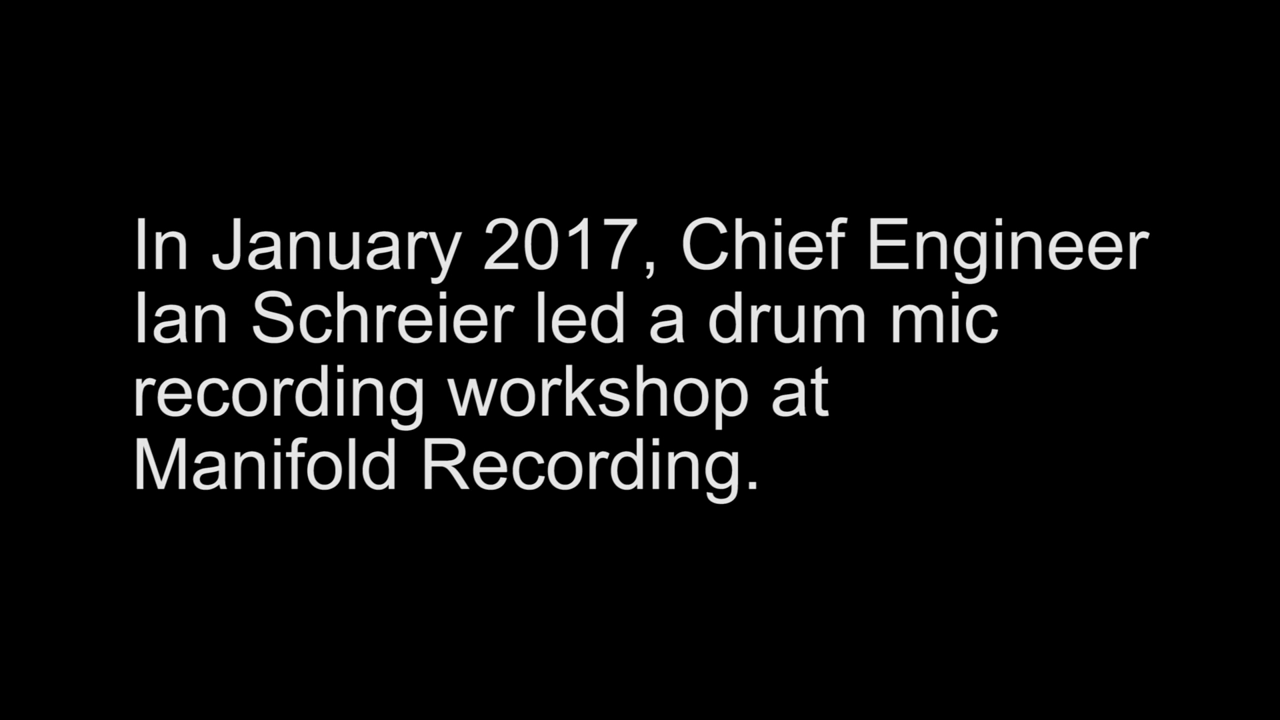 In January 2017, Chief Engineer
Ian Schreier led a drum mic
recording workshop at
Manifold Recording.